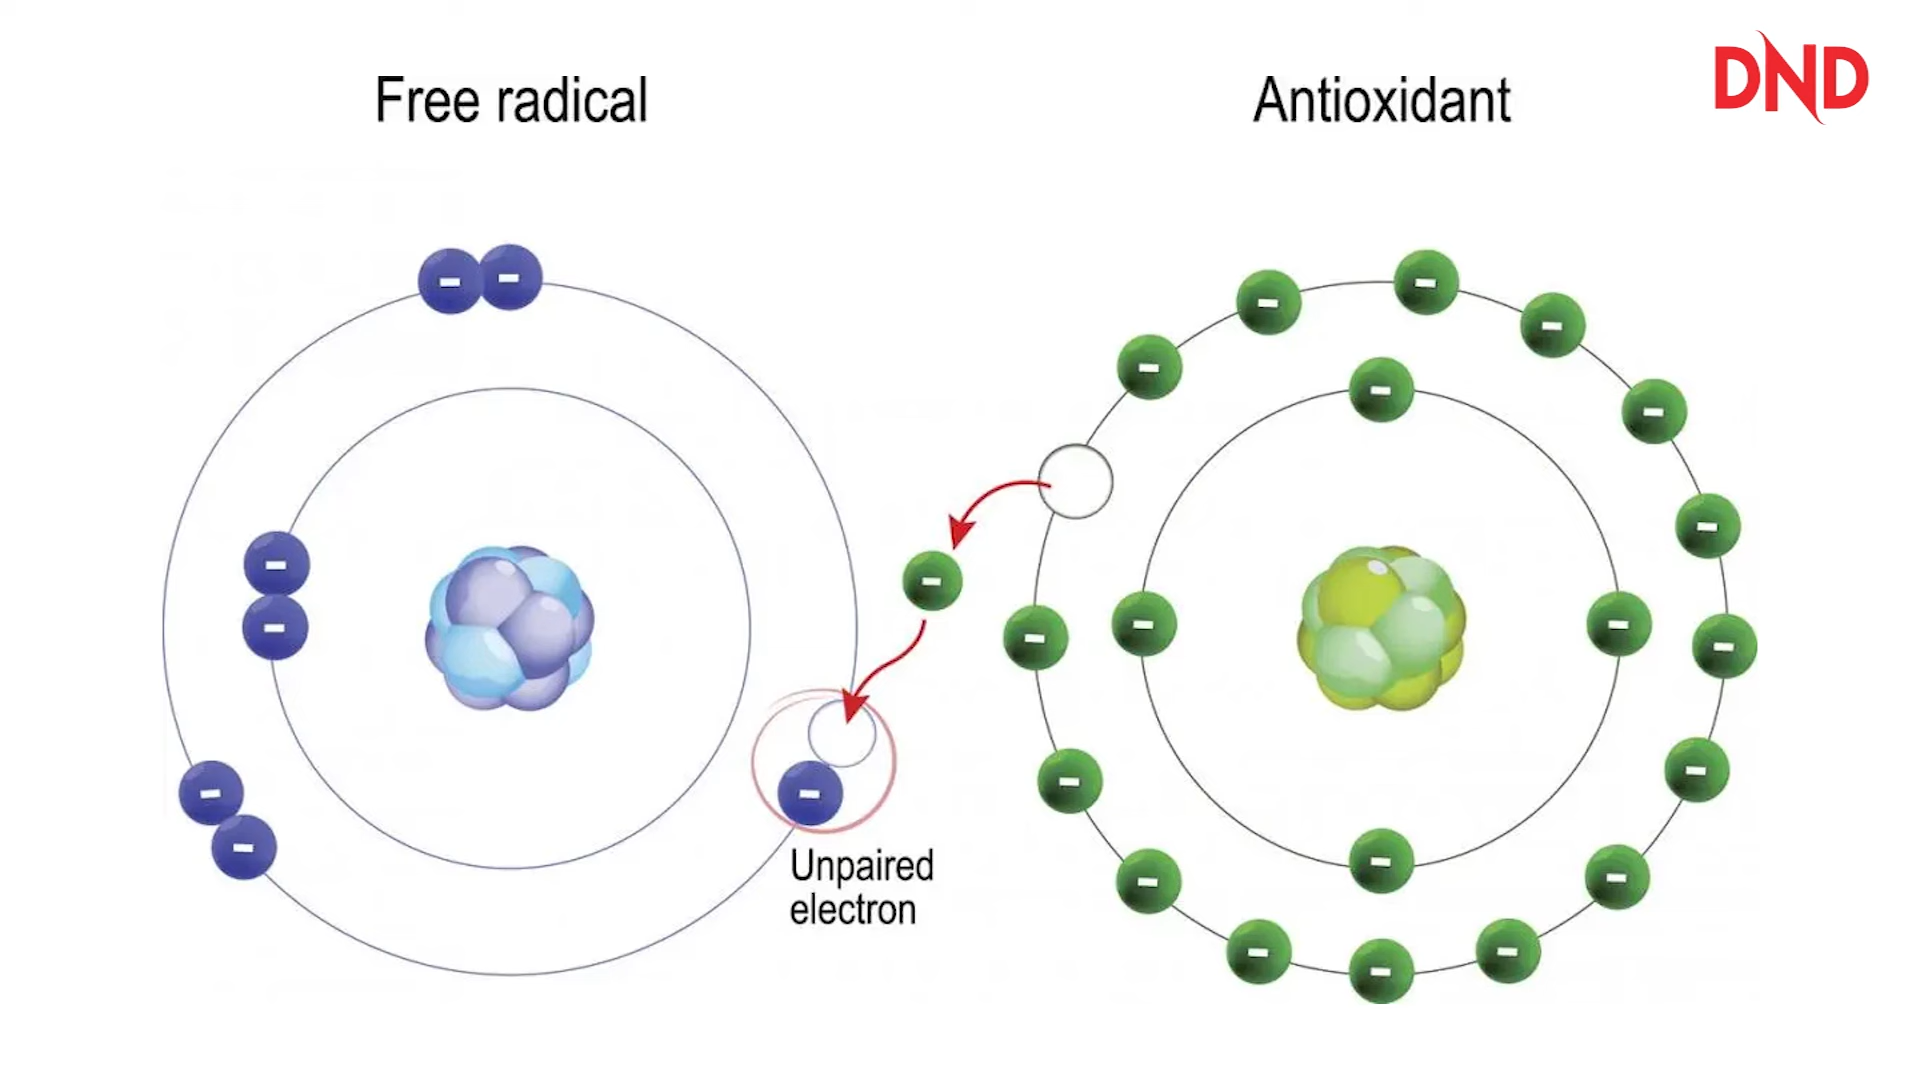 Free radical
Antioxidant
DND
Unpaired
electron